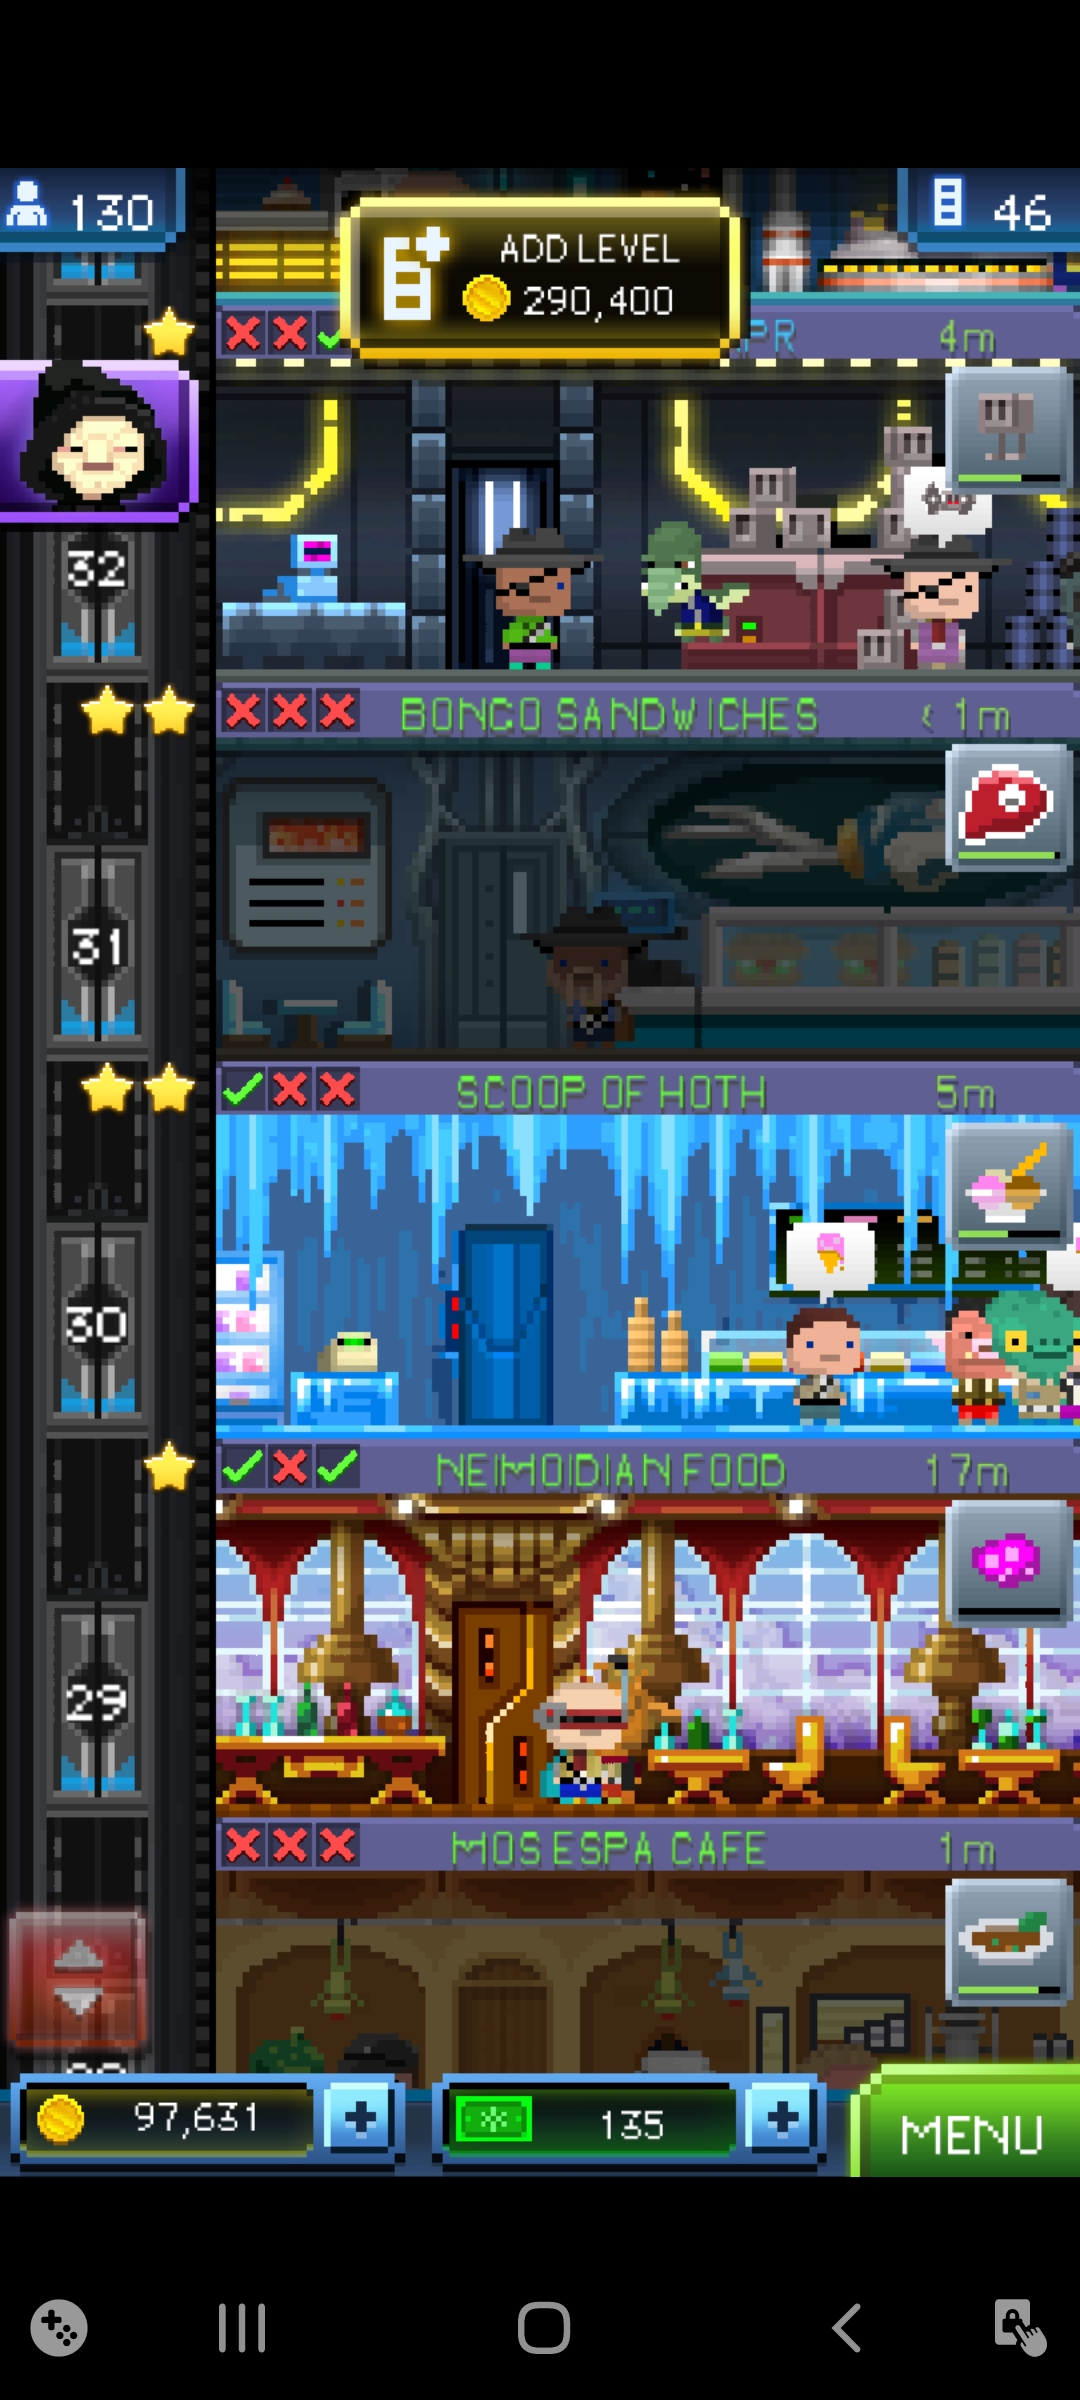 130
46
ADD LEVEL
290,400
4m
32
BONGO SANDWICHES < 1m
31
SCOOP OF HOTH 5m
30
NEIMOIDIAN FOOD 17m
29
MOS ESPA CAFE 1m
97,631
135
MENU